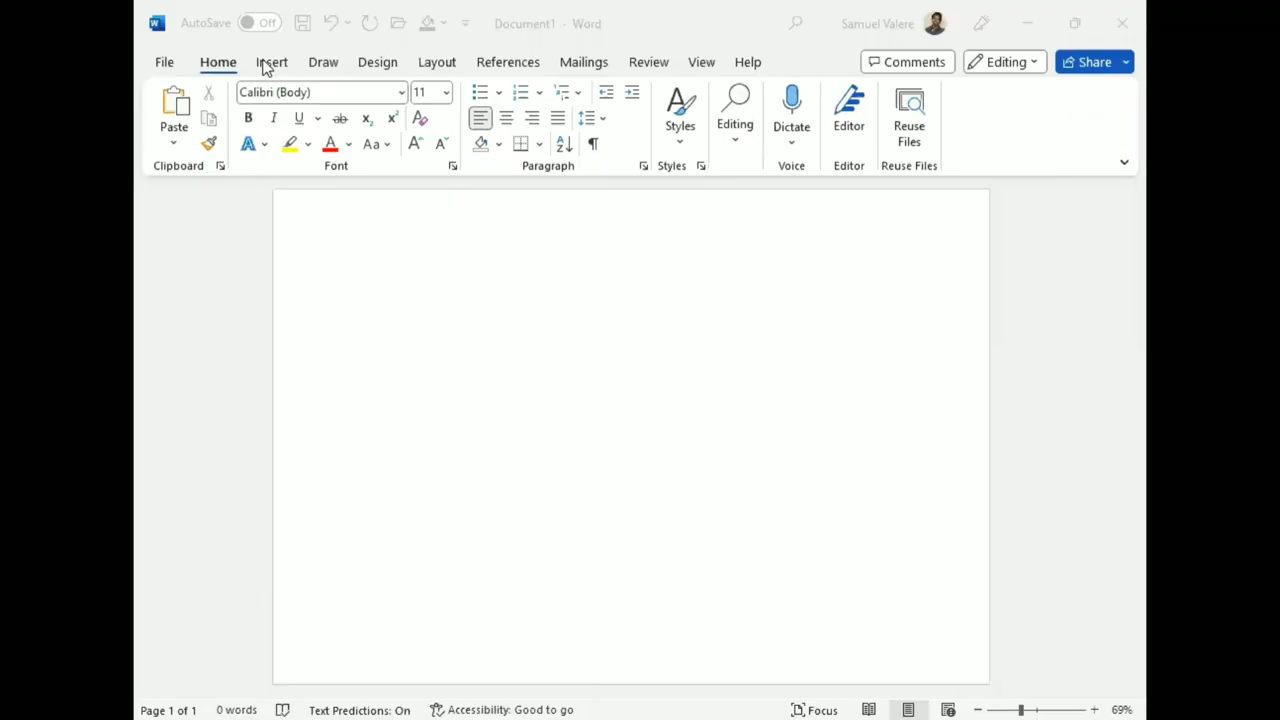 AutoSave Off Document1 - Word Samuel Valere
File Home Insert Draw Design Layout References Mailings Review View Help Comments Editing Share
Calibri (Body) 11
Paste Styles Editing Dictate Editor Reuse Files
Clipboard Font Paragraph Styles Voice Editor Reuse Files
Page 1 of 1 0 words Text Predictions: On Accessibility: Good to go Focus 69%